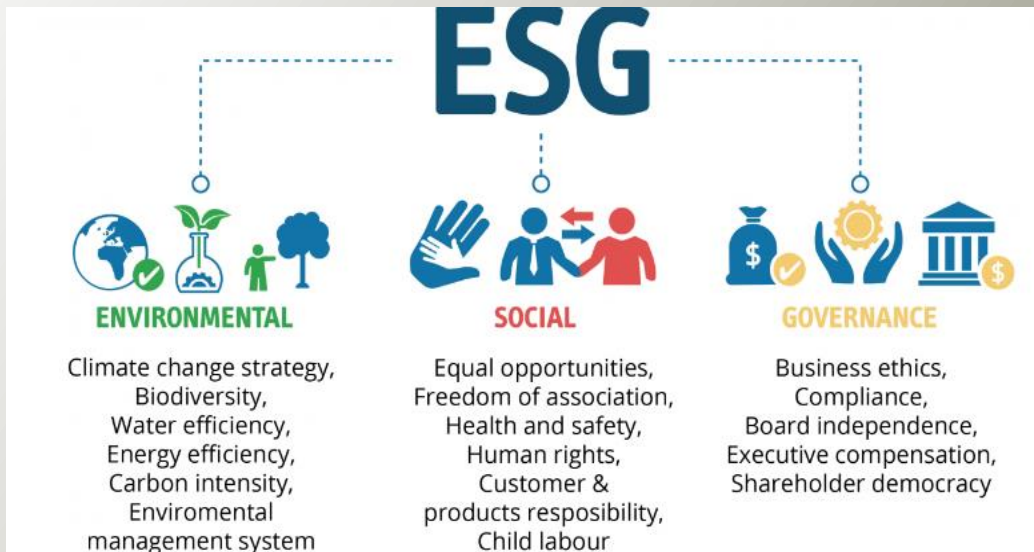 ESG
ENVIRONMENTAL
Climate change strategy,
Biodiversity,
Water efficiency,
Energy efficiency,
Carbon intensity,
Enviromental
management system
SOCIAL
Equal opportunities,
Freedom of association,
Health and safety,
Human rights,
Customer &
products resposibility,
Child labour
$
$
GOVERNANCE
Business ethics,
Compliance,
Board independence,
Executive compensation,
Shareholder democracy